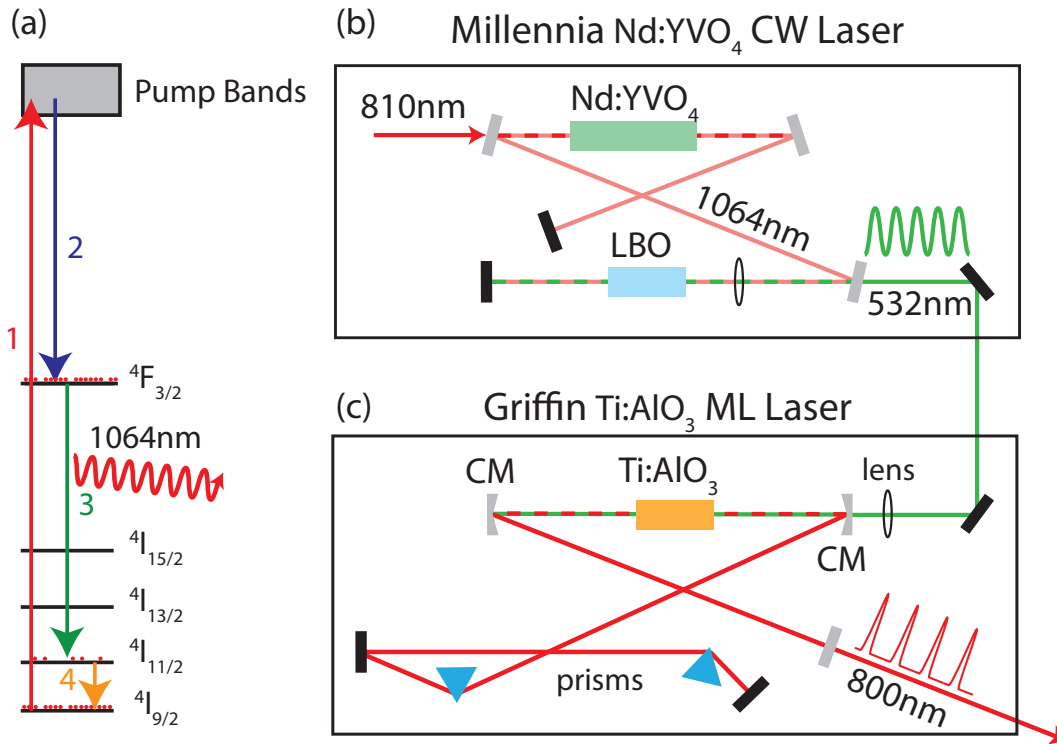 (a)
Pump Bands
1
2
⁴F₃/₂
1064nm
3
⁴I₁₅/₂
⁴I₁₃/₂
⁴I₁₁/₂
4
⁴I₉/₂
(b) Millennia Nd:YVO₄ CW Laser
810nm
Nd:YVO₄
1064nm
LBO
532nm
(c) Griffin Ti:AlO₃ ML Laser
CM
Ti:AlO₃
lens
CM
prisms
800nm